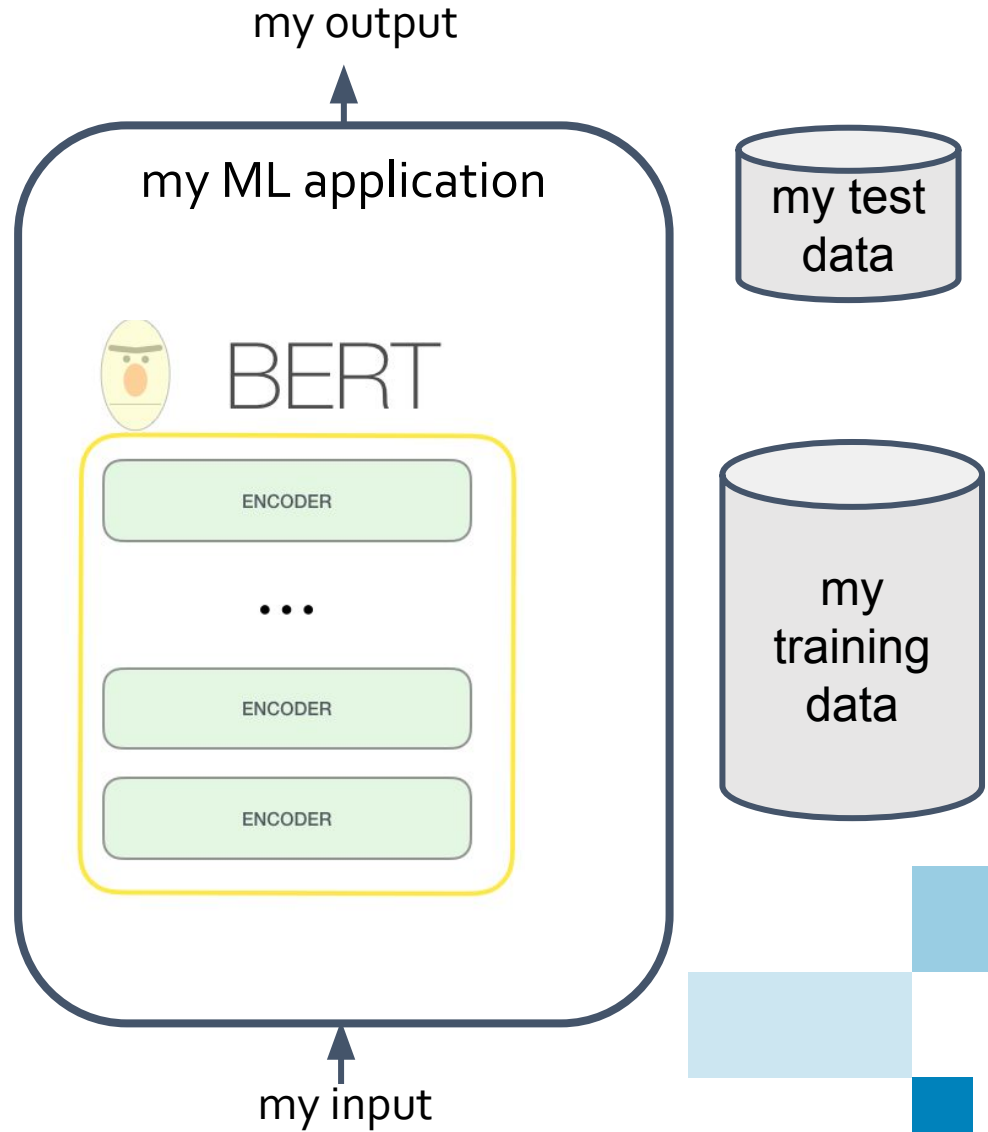 my output
my ML application
my test
data
BERT
ENCODER
...
my
training
data
ENCODER
ENCODER
my input